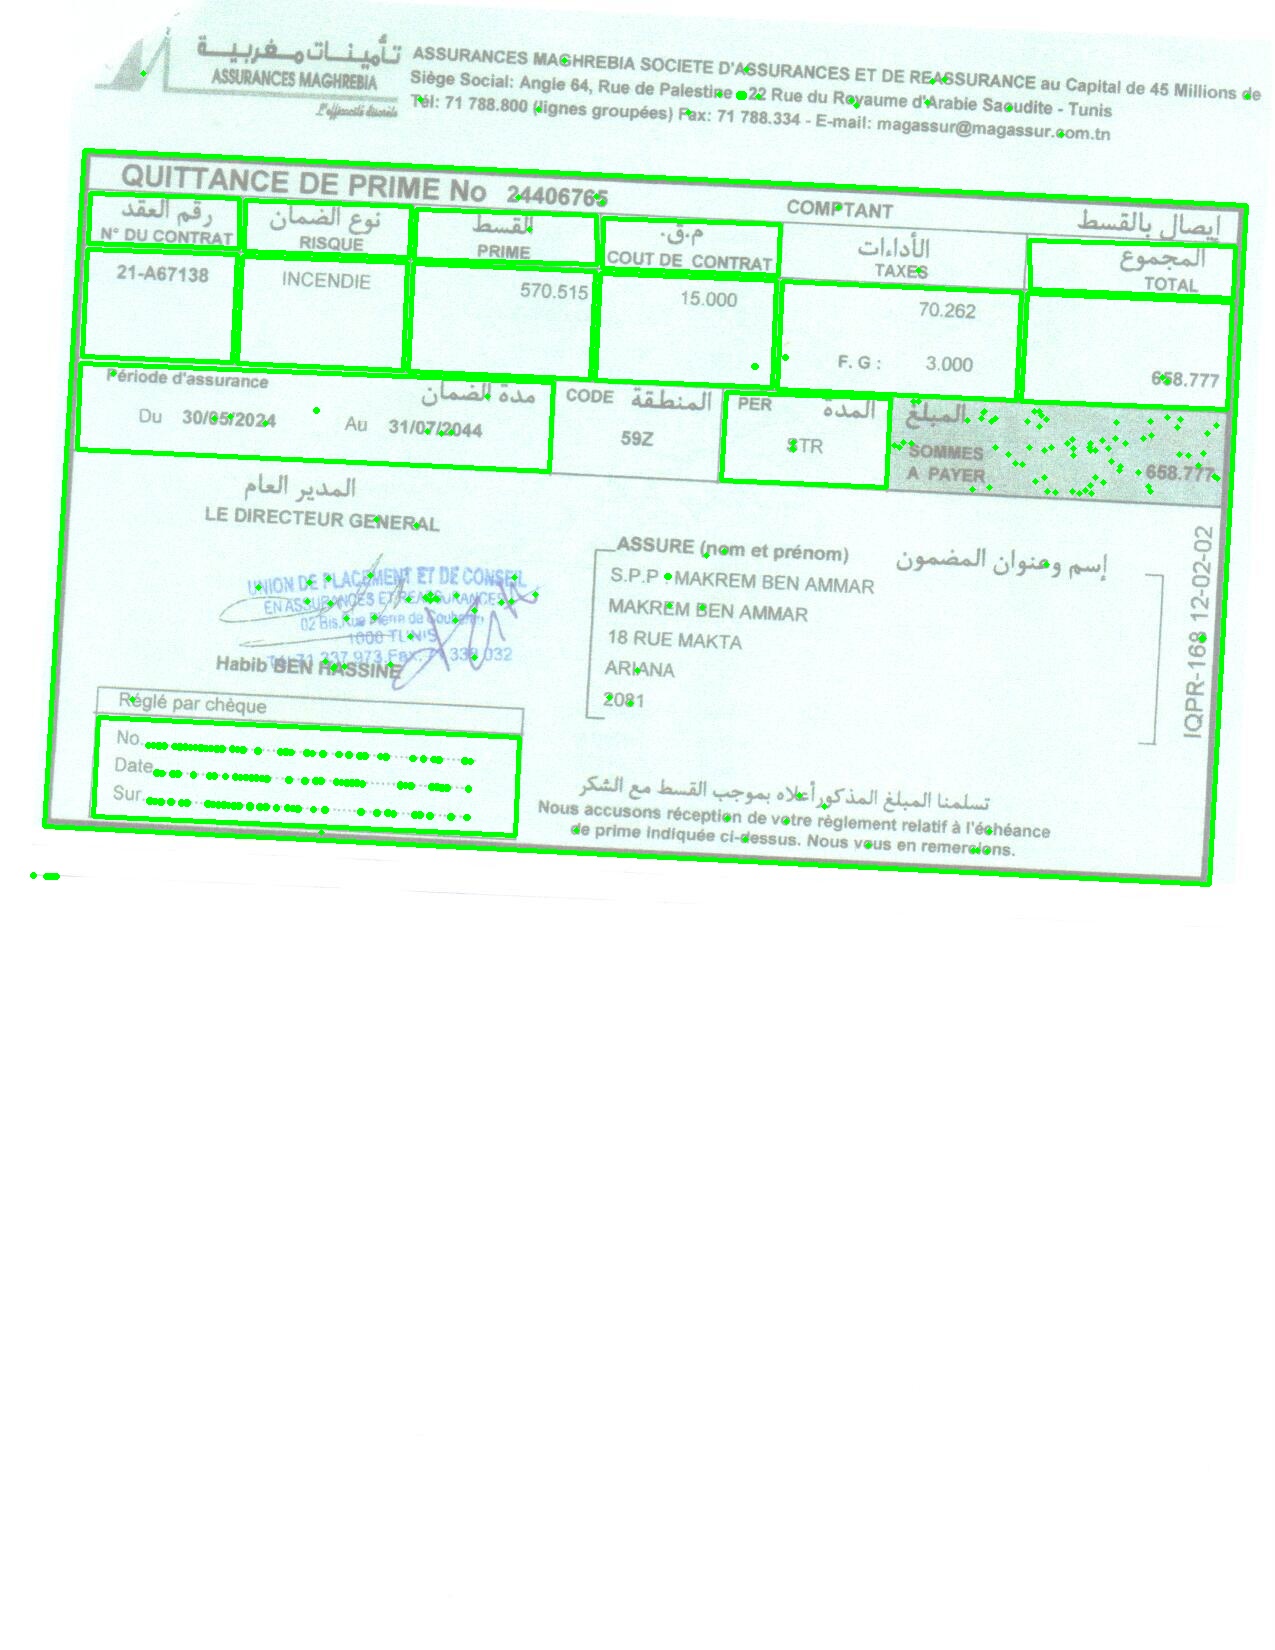 تأمينات مغربية
ASSURANCES MAGHREBIA
L'efficacité discrète
ASSURANCES MAGHREBIA SOCIETE D'ASSURANCES ET DE REASSURANCE au Capital de 45 Millions de
Siège Social: Angle 64, Rue de Palestine 22 Rue du Royaume d'Arabie Saoudite - Tunis
Tél: 71 788.800 (lignes groupées) Fax: 71 788.334 - E-mail: magassur@magassur.com.tn
QUITTANCE DE PRIME No 24406765 COMPTANT إيصال بالقسط
رقم العقد نوع الضمان القسط م.ق. الأداءات المجموع
N° DU CONTRAT RISQUE PRIME COUT DE CONTRAT TAXES TOTAL
21-A67138 INCENDIE 570.515 15.000 70.262
F. G : 3.000 658.777
Période d'assurance مدة الضمان CODE المنطقة PER المدة المبلغ
Du 30/05/2024 Au 31/07/2044 59Z STR SOMMES
A PAYER 658.777
المدير العام
LE DIRECTEUR GENERAL
UNION DE PLACEMENT ET DE CONSEIL
EN ASSURANCES ET REASSURANCES
02 Bis, Rue Pierre de Coubertin
1000 TUNIS
Tél: 71 337 973 Fax: 71 333 032
Habib BEN HASSINE
ASSURE (nom et prénom) إسم وعنوان المضمون
S.P.P MAKREM BEN AMMAR
MAKREM BEN AMMAR
18 RUE MAKTA
ARIANA
2081
IQPR-168 12-02-02
Réglé par chèque
No
Date
Sur
تسلمنا المبلغ المذكور أعلاه بموجب القسط مع الشكر
Nous accusons réception de votre règlement relatif à l'échéance
de prime indiquée ci-dessus. Nous vous en remercions.